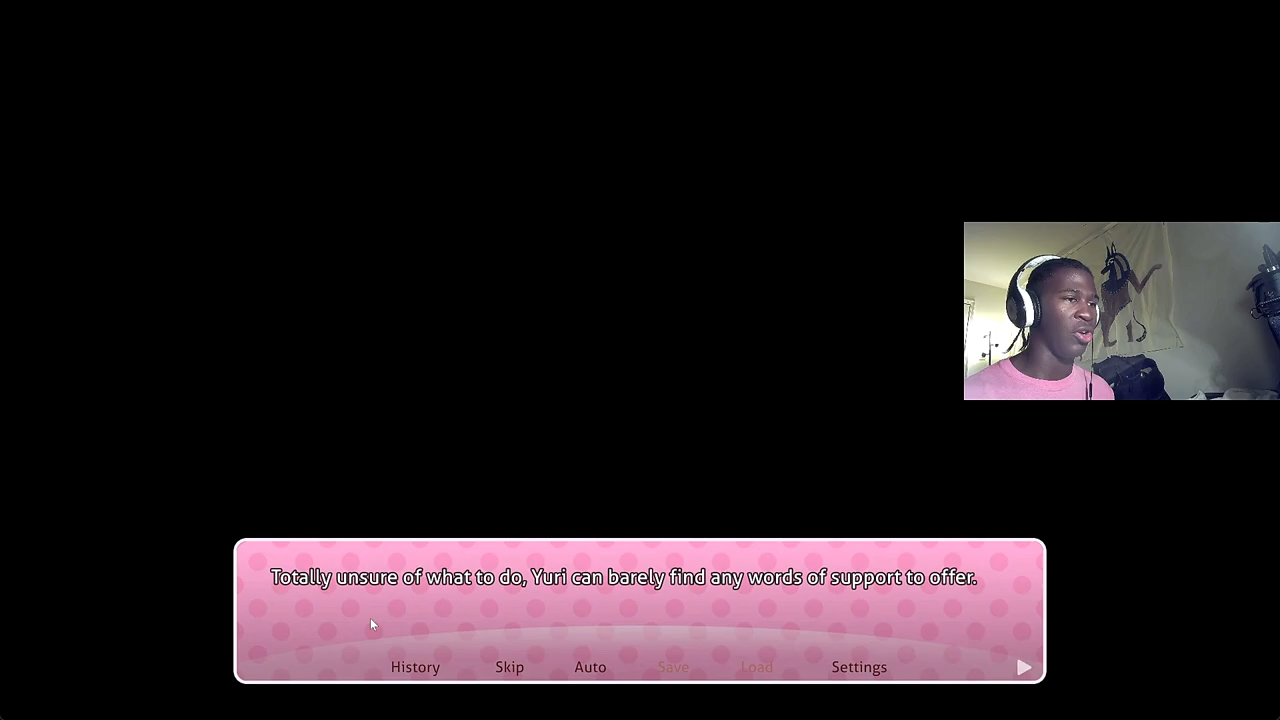 Totally unsure of what to do, Yuri can barely find any words of support to offer.
History Skip Auto Save Load Settings